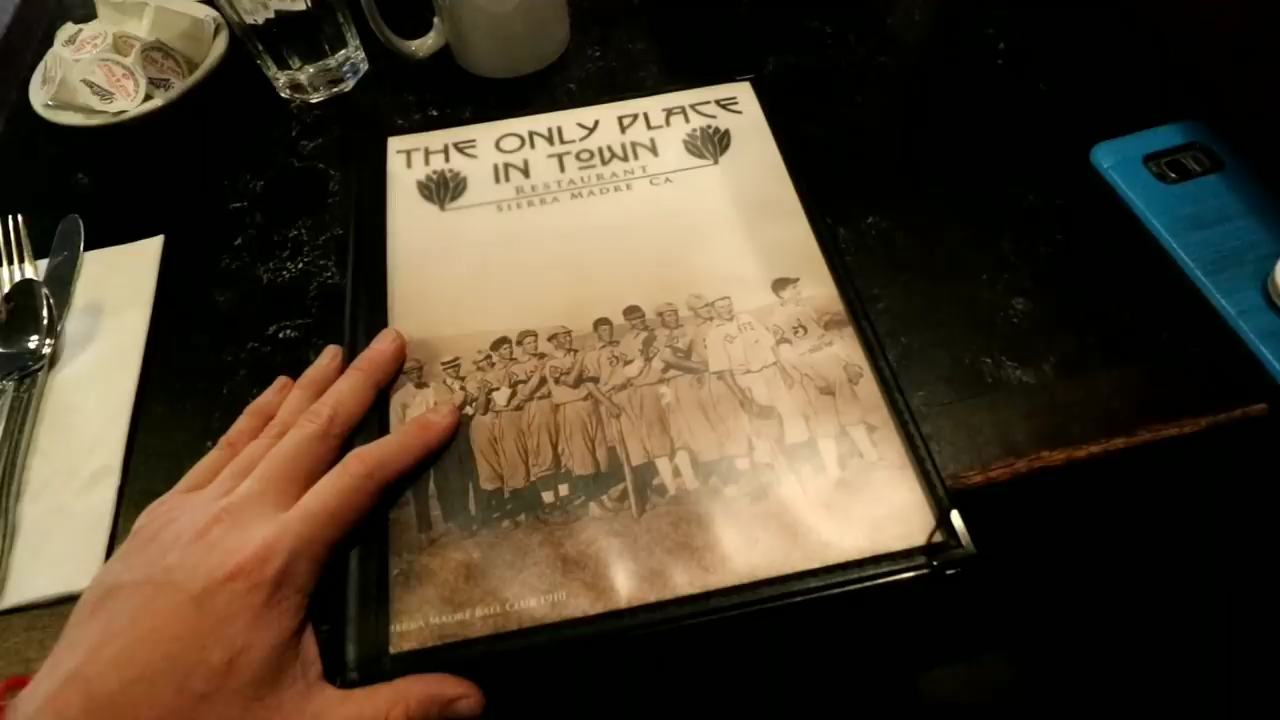 THE ONLY PLACE
IN TOWN
RESTAURANT
SIERRA MADRE CA
SIERRA MADRE BALL CLUB 1910